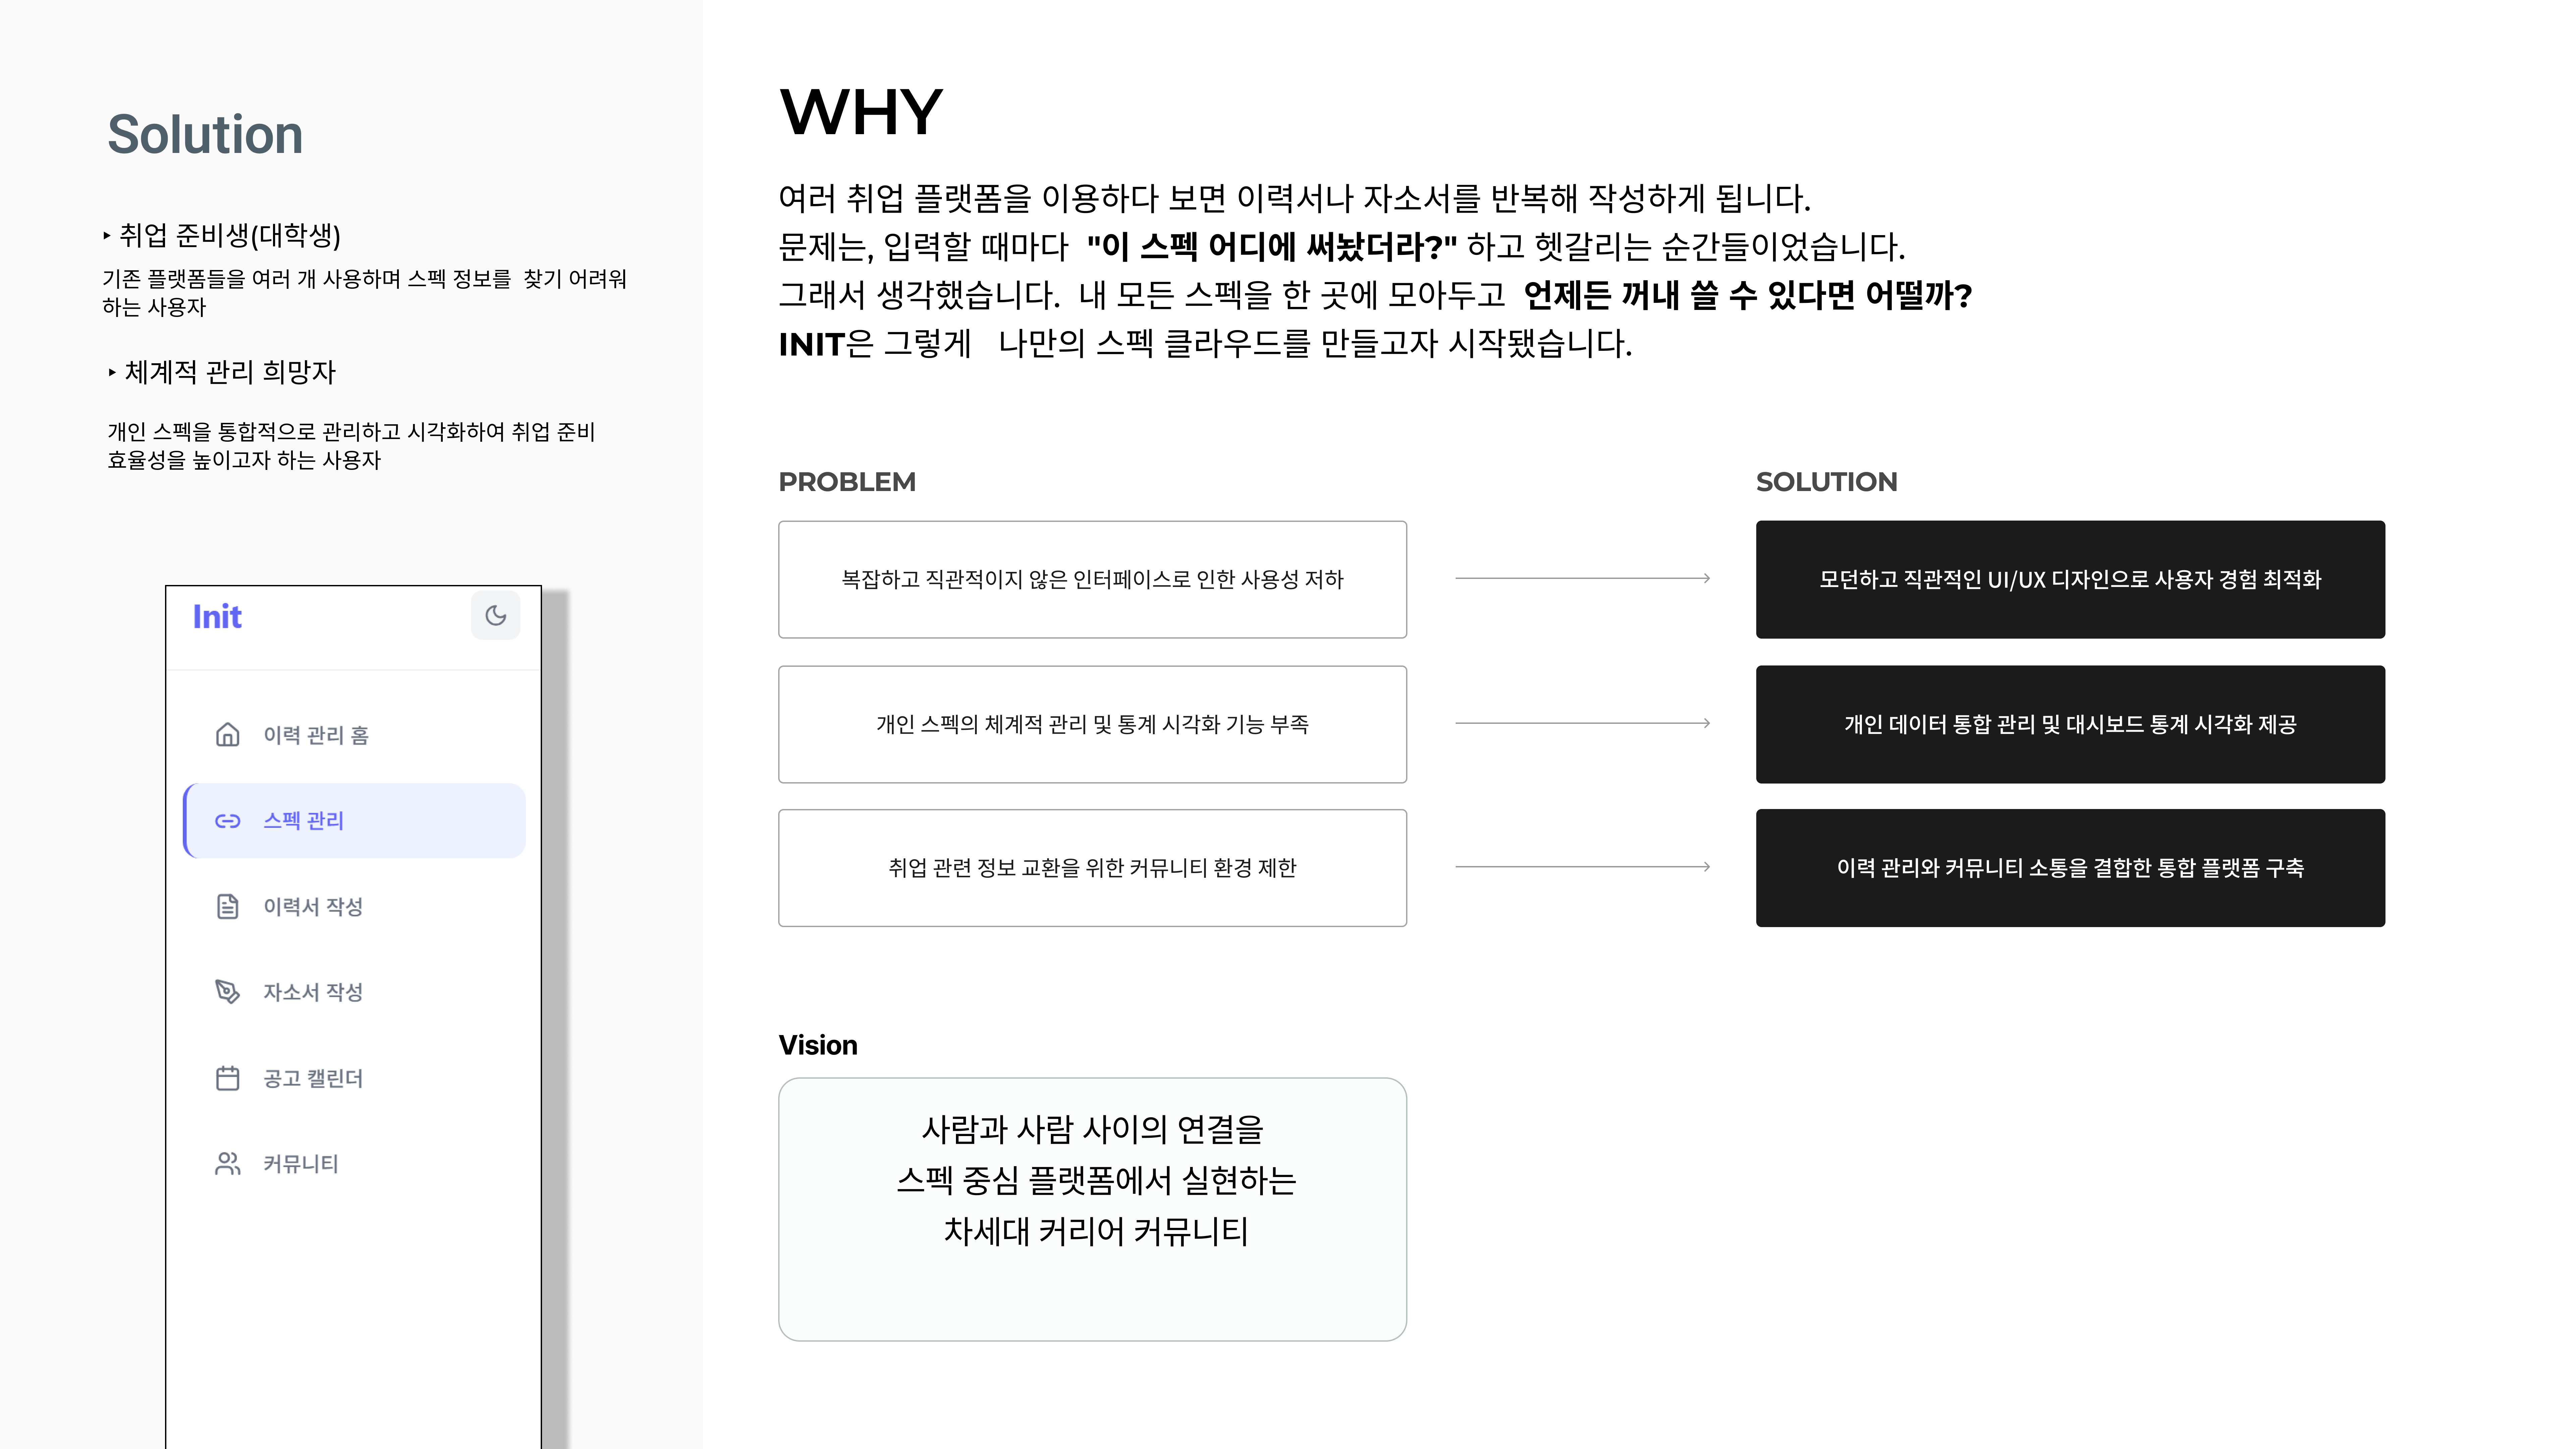 Solution
‣ 취업 준비생(대학생)
기존 플랫폼들을 여러 개 사용하며 스펙 정보를 찾기 어려워
하는 사용자
‣ 체계적 관리 희망자
개인 스펙을 통합적으로 관리하고 시각화하여 취업 준비
효율성을 높이고자 하는 사용자
Init
이력 관리 홈
스펙 관리
이력서 작성
자소서 작성
공고 캘린더
커뮤니티
WHY
여러 취업 플랫폼을 이용하다 보면 이력서나 자소서를 반복해 작성하게 됩니다.
문제는, 입력할 때마다 "이 스펙 어디에 써놨더라?" 하고 헷갈리는 순간들이었습니다.
그래서 생각했습니다. 내 모든 스펙을 한 곳에 모아두고 언제든 꺼내 쓸 수 있다면 어떨까?
INIT은 그렇게 나만의 스펙 클라우드를 만들고자 시작됐습니다.
PROBLEM
SOLUTION
복잡하고 직관적이지 않은 인터페이스로 인한 사용성 저하
모던하고 직관적인 UI/UX 디자인으로 사용자 경험 최적화
개인 스펙의 체계적 관리 및 통계 시각화 기능 부족
개인 데이터 통합 관리 및 대시보드 통계 시각화 제공
취업 관련 정보 교환을 위한 커뮤니티 환경 제한
이력 관리와 커뮤니티 소통을 결합한 통합 플랫폼 구축
Vision
사람과 사람 사이의 연결을
스펙 중심 플랫폼에서 실현하는
차세대 커리어 커뮤니티